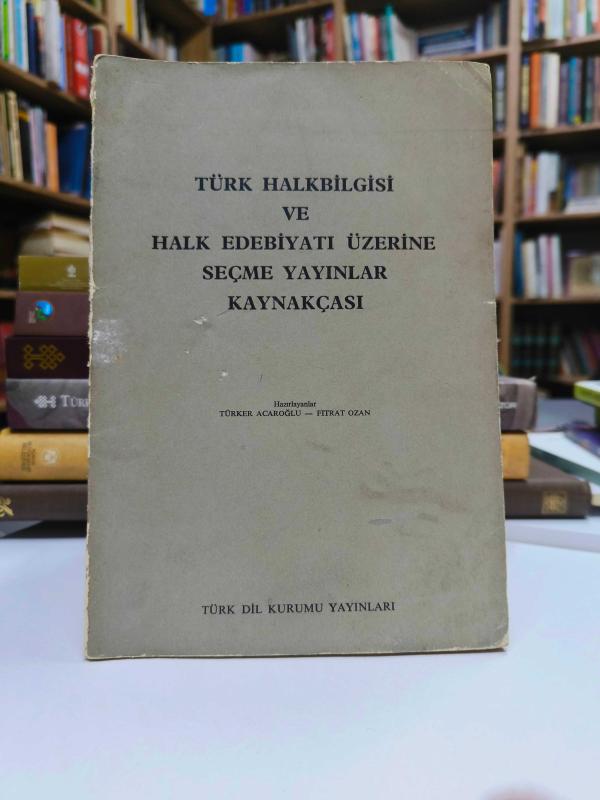 TÜRK HALKBİLGİSİ
VE
HALK EDEBİYATI ÜZERİNE
SEÇME YAYINLAR
KAYNAKÇASI
Hazırlayanlar
TÜRKER ACAROĞLU — FITRAT OZAN
TÜRK DİL KURUMU YAYINLARI
TÜRK